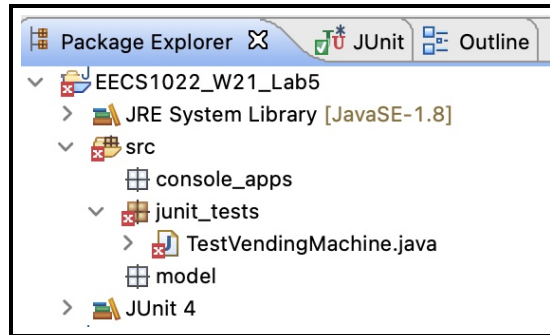 Package Explorer JUnit Outline
EECS1022_W21_Lab5
JRE System Library [JavaSE-1.8]
src
console_apps
junit_tests
TestVendingMachine.java
model
JUnit 4